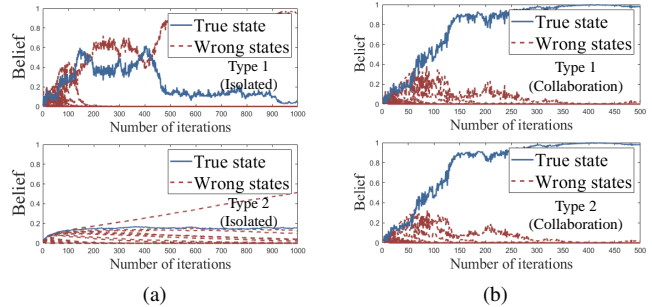 1
0.8
0.6
0.4
0.2
0
Belief
True state
Wrong states
Type 1
(Isolated)
0 100 200 300 400 500 600 700 800 900 1000
Number of iterations
1
0.8
0.6
0.4
0.2
0
Belief
True state
Wrong states
Type 2
(Isolated)
0 100 200 300 400 500 600 700 800 900 1000
Number of iterations
(a)
1
0.8
0.6
0.4
0.2
0
Belief
True state
Wrong states
Type 1
(Collaboration)
0 50 100 150 200 250 300 350 400 450 500
Number of iterations
1
0.8
0.6
0.4
0.2
0
Belief
True state
Wrong states
Type 2
(Collaboration)
0 50 100 150 200 250 300 350 400 450 500
Number of iterations
(b)